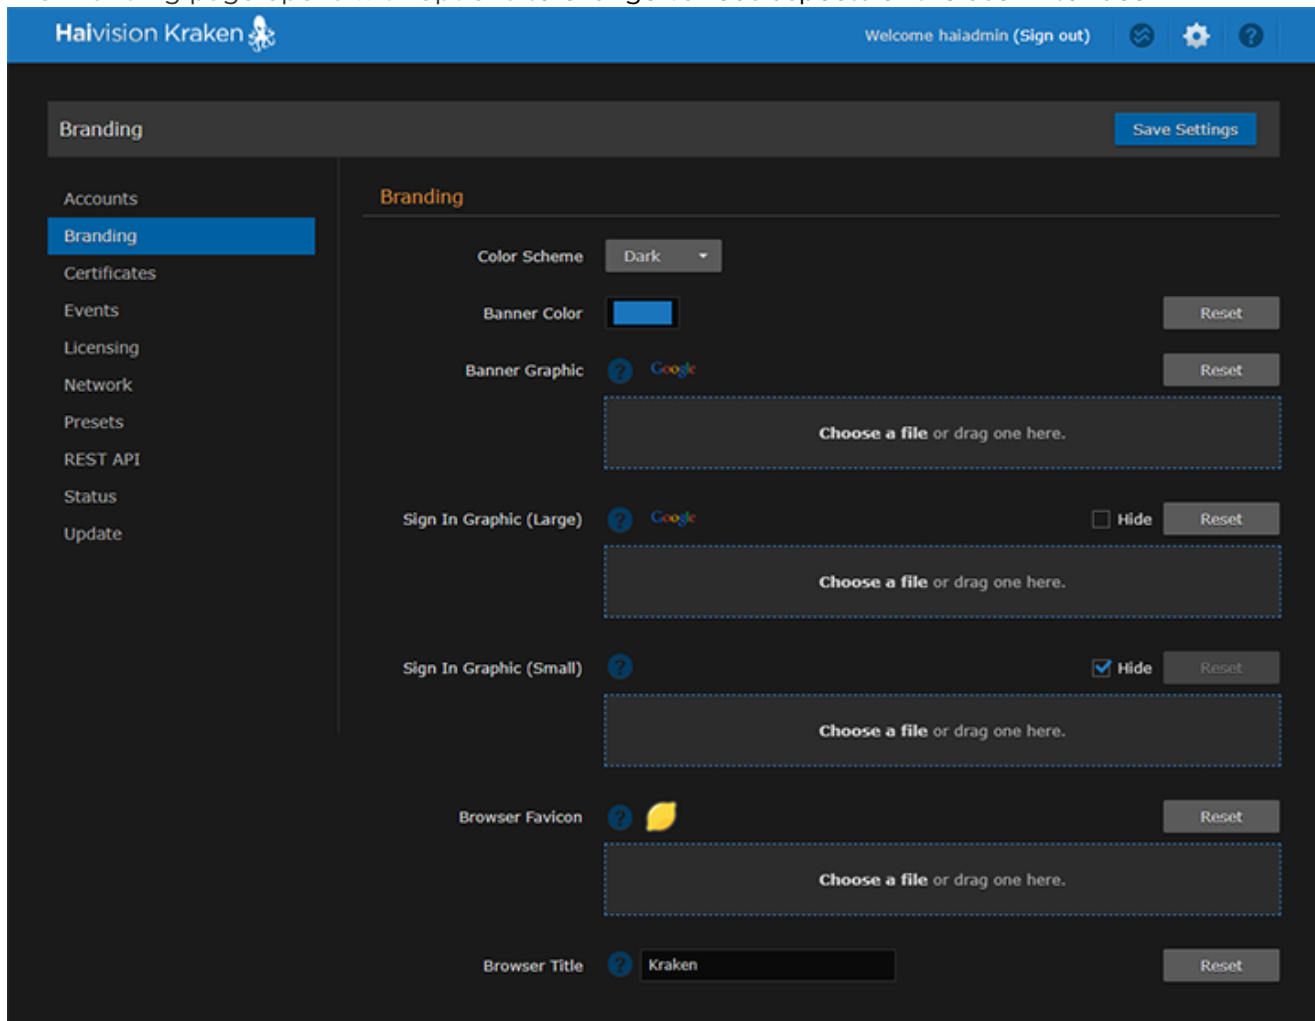 Haivision Kraken
Welcome haiadmin (Sign out)
?
Branding
Save Settings
Accounts
Branding
Certificates
Events
Licensing
Network
Presets
REST API
Status
Update
Branding
Color Scheme Dark
Banner Color Reset
Banner Graphic ? Google Reset
Choose a file or drag one here.
Sign In Graphic (Large) ? Google Hide Reset
Choose a file or drag one here.
Sign In Graphic (Small) ? Hide Reset
Choose a file or drag one here.
Browser Favicon ? Reset
Choose a file or drag one here.
Browser Title ? Kraken Reset